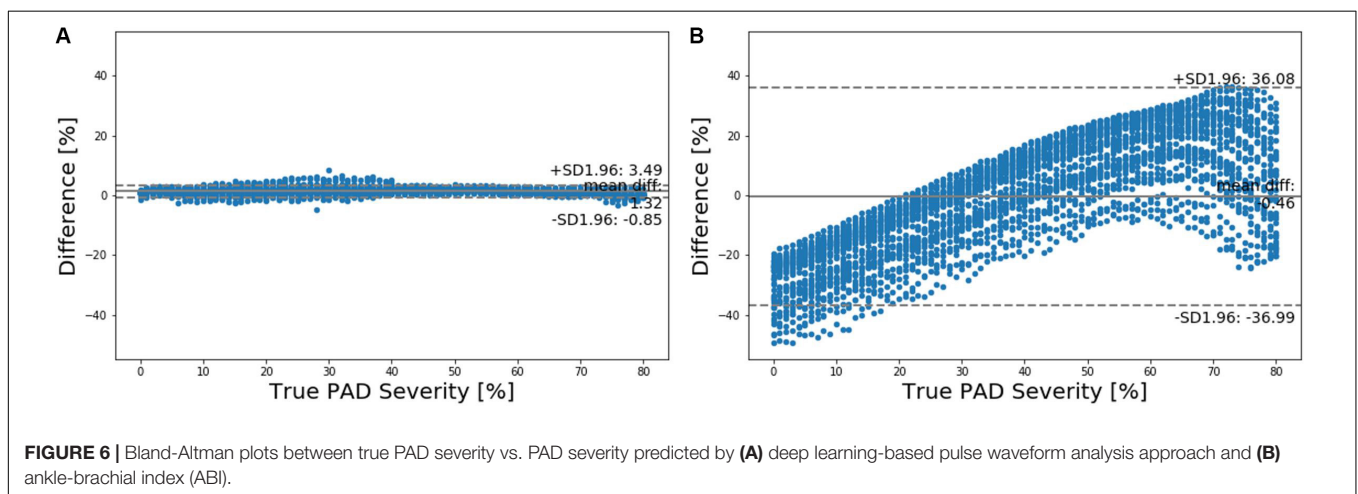 A
B
Difference [%]
40
20
0
−20
−40
+SD1.96: 3.49
mean diff:
1.32
-SD1.96: -0.85
0 10 20 30 40 50 60 70 80
True PAD Severity [%]
Difference [%]
40
20
0
−20
−40
+SD1.96: 36.08
mean diff:
-0.46
-SD1.96: -36.99
0 10 20 30 40 50 60 70 80
True PAD Severity [%]
FIGURE 6 | Bland-Altman plots between true PAD severity vs. PAD severity predicted by (A) deep learning-based pulse waveform analysis approach and (B)
ankle-brachial index (ABI).